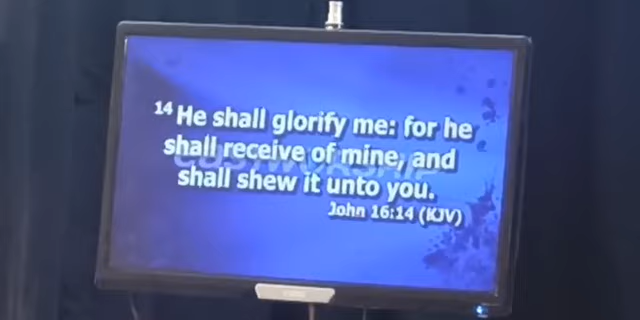 14 He shall glorify me: for he
shall receive of mine, and
shall shew it unto you.
John 16:14 (KJV)